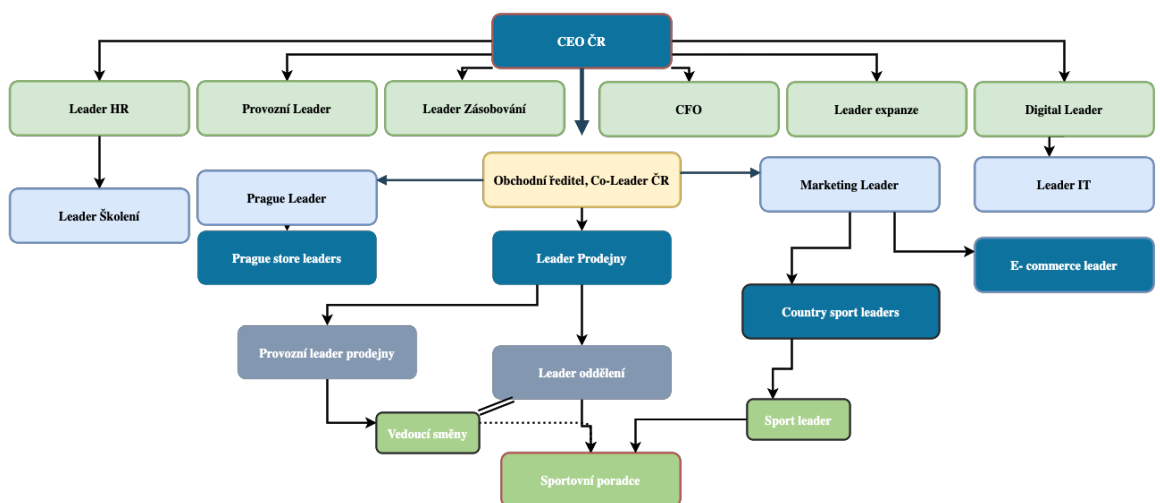 CEO ČR
Leader HR
Provozní Leader
Leader Zásobování
CFO
Leader expanze
Digital Leader
Leader Školení
Prague Leader
Obchodní ředitel, Co-Leader ČR
Marketing Leader
Leader IT
Prague store leaders
Leader Prodejny
E- commerce leader
Country sport leaders
Provozní leader prodejny
Leader oddělení
Vedoucí směny
Sport leader
Sportovní poradce